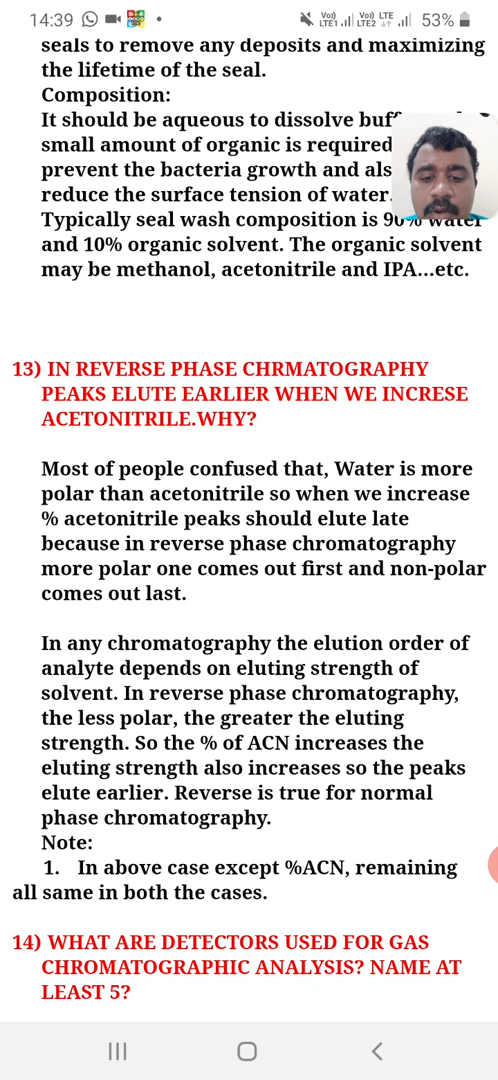 14:39 Vo)) LTE1 Vo)) LTE LTE2 53%
seals to remove any deposits and maximizing
the lifetime of the seal.
Composition:
It should be aqueous to dissolve
small amount of organic is required
prevent the bacteria growth and
reduce the surface tension of water.
Typically seal wash composition is 90% water
and 10% organic solvent. The organic solvent
may be methanol, acetonitrile and IPA...etc.
13) IN REVERSE PHASE CHRMATOGRAPHY
PEAKS ELUTE EARLIER WHEN WE INCRESE
ACETONITRILE.WHY?
Most of people confused that, Water is more
polar than acetonitrile so when we increase
% acetonitrile peaks should elute late
because in reverse phase chromatography
more polar one comes out first and non-polar
comes out last.
In any chromatography the elution order of
analyte depends on eluting strength of
solvent. In reverse phase chromatography,
the less polar, the greater the eluting
strength. So the % of ACN increases the
eluting strength also increases so the peaks
elute earlier. Reverse is true for normal
phase chromatography.
Note:
1. In above case except %ACN, remaining
all same in both the cases.
14) WHAT ARE DETECTORS USED FOR GAS
CHROMATOGRAPHIC ANALYSIS? NAME AT
LEAST 5?